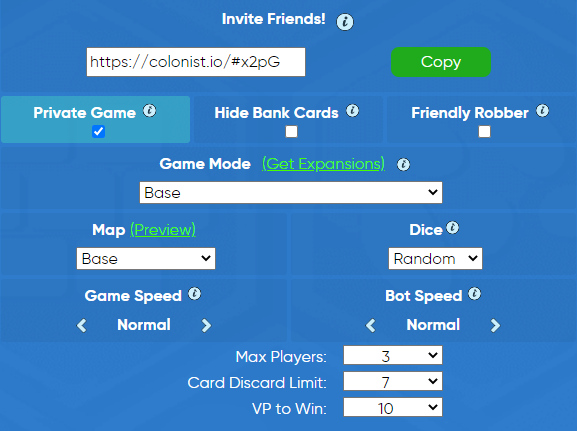 Invite Friends! i
https://colonist.io/#x2pG Copy
Private Game i Hide Bank Cards i Friendly Robber i
Game Mode (Get Expansions) i
Base
Map (Preview) Dice i
Base Random
Game Speed i Bot Speed i
Normal Normal
Max Players: 3
Card Discard Limit: 7
VP to Win: 10